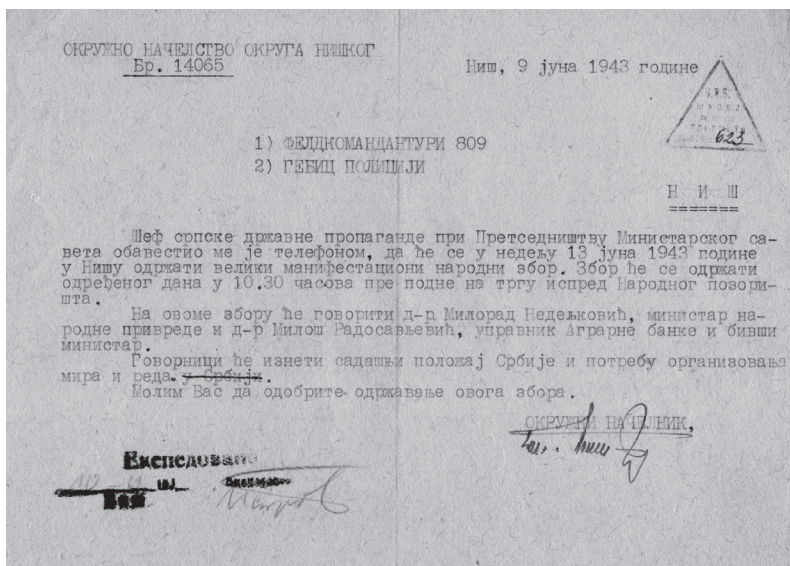 ОКРУЖНО НАЧЕЛСТВО ОКРУГА НИШКОГ
Бр. 14065
Ниш, 9 јуна 1943 године
623
1) ФЕЛДКОМАНДАНТУРИ 809
2) ГЕБИЦ ПОЛИЦИЈИ
Н И Ш
=======
Шеф српске државне пропаганде при Претседништву Министарског са-
вета обавестио ме је телефоном, да ће се у недељу 13 јуна 1943 године
у Нишу одржати велики манифестациони народни збор. Збор ће се одржати
одређеног дана у 10.30 часова пре подне на тргу испред Народног позори-
шта.
На овоме збору ће говорити д-р Милорад Недељковић, министар на-
родне привреде и д-р Милош Радосављевић, управник Аграрне банке и бивши
министар.
Говорници ће изнети садашњи положај Србије и потребу организовања
мира и реда. у Србији.
Молим Вас да одобрите одржавање овога збора.
ОКРУЖНИ НАЧЕЛНИК,
Експедовано